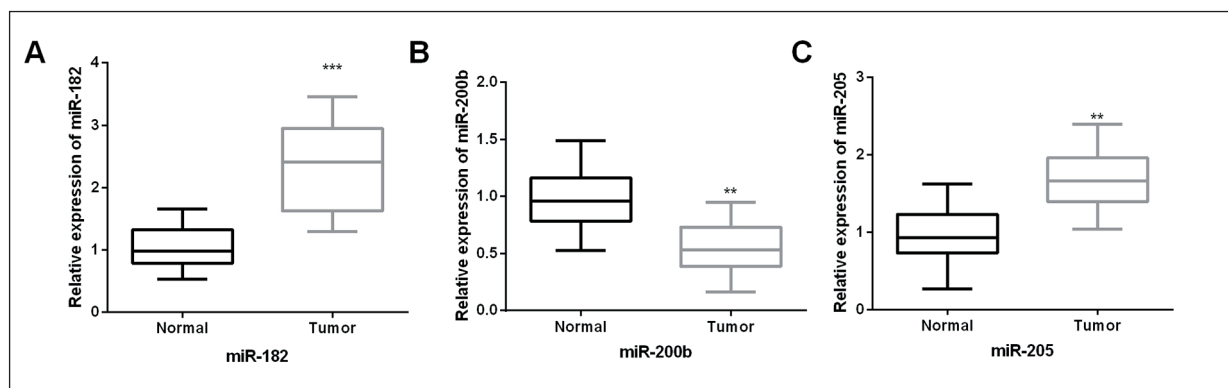 A
Relative expression of miR-182
4
3
2
1
0
***
Normal
Tumor
miR-182
B
Relative expression of miR-200b
2.0
1.5
1.0
0.5
0.0
**
Normal
Tumor
miR-200b
C
Relative expression of miR-205
3
2
1
0
**
Normal
Tumor
miR-205